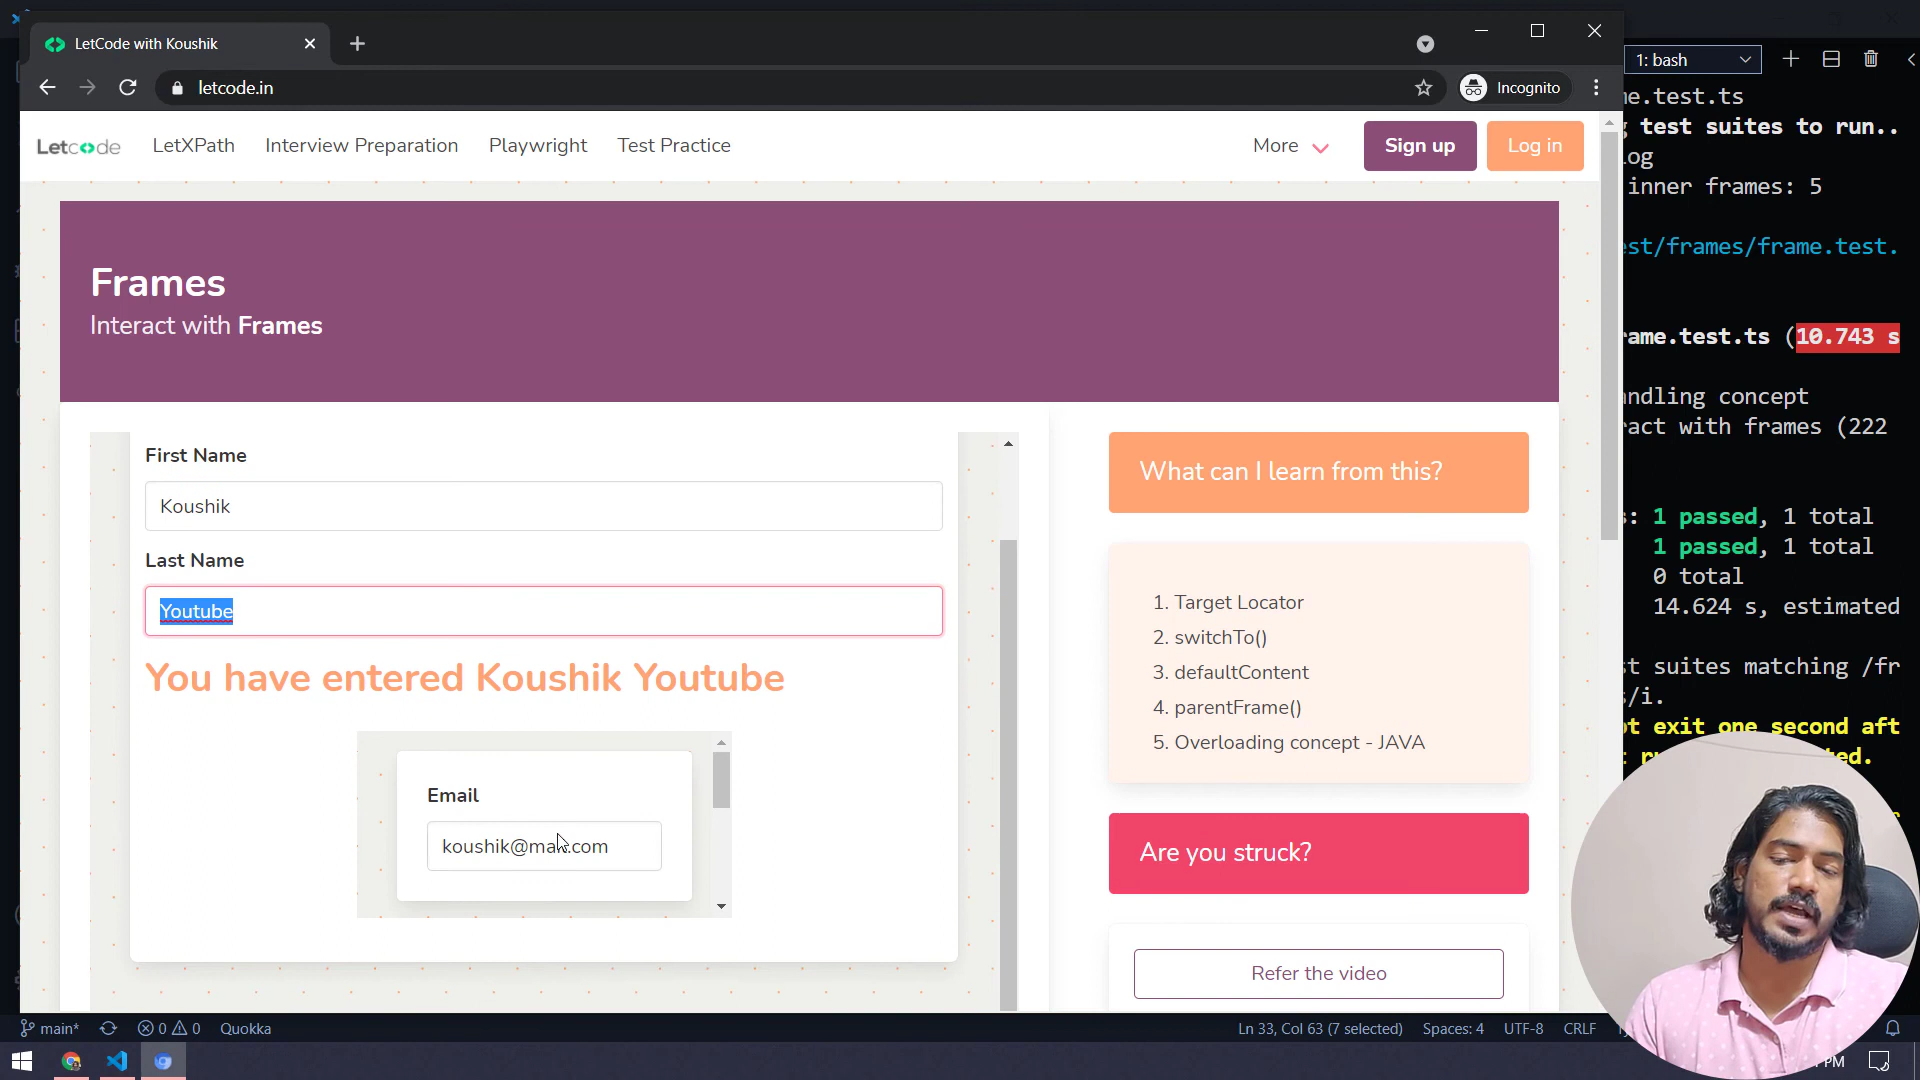 LetCode with Koushik
letcode.in
Incognito
1: bash
Letcode
LetXPath
Interview Preparation
Playwright
Test Practice
More
Sign up
Log in
Frames
Interact with Frames
First Name
Koushik
Last Name
Youtube
You have entered Koushik Youtube
Email
What can I learn from this?
1. Target Locator
2. switchTo()
3. defaultContent
4. parentFrame()
5. Overloading concept - JAVA
Are you struck?
Refer the video
me.test.ts
test suites to run..
og
inner frames: 5
est/frames/frame.test.
rame.test.ts (10.743 s
ndling concept
ract with frames (222
s: 1 passed, 1 total
1 passed, 1 total
0 total
14.624 s, estimated
st suites matching /fr
s/i.
ot exit one second aft
main*
0
0
Quokka
Ln 33, Col 63 (7 selected)
Spaces: 4
UTF-8
CRLF
PM